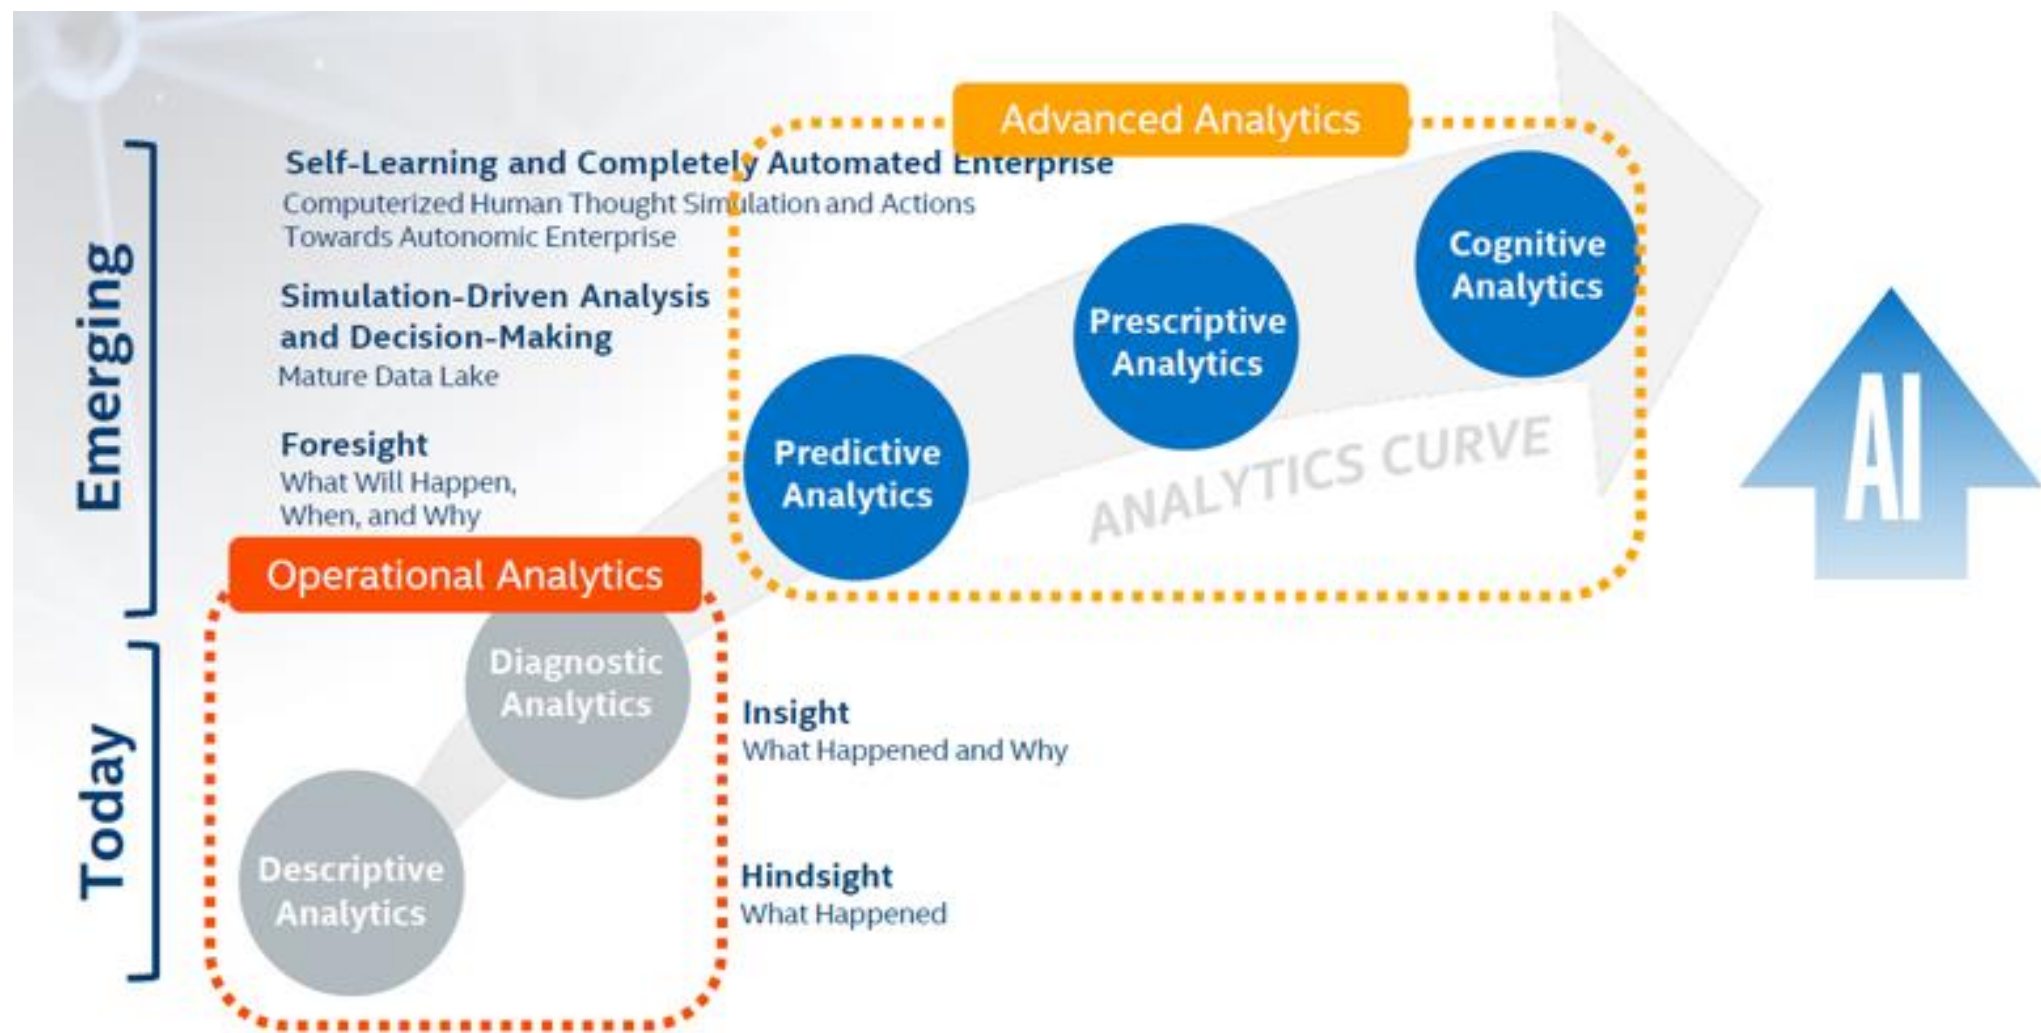 Advanced Analytics
Emerging
Self-Learning and Completely Automated Enterprise
Computerized Human Thought Simulation and Actions
Towards Autonomic Enterprise
Simulation-Driven Analysis
and Decision-Making
Mature Data Lake
Foresight
What Will Happen,
When, and Why
Cognitive
Analytics
Prescriptive
Analytics
Predictive
Analytics
ANALYTICS CURVE
AI
Operational Analytics
Today
Diagnostic
Analytics
Insight
What Happened and Why
Descriptive
Analytics
Hindsight
What Happened